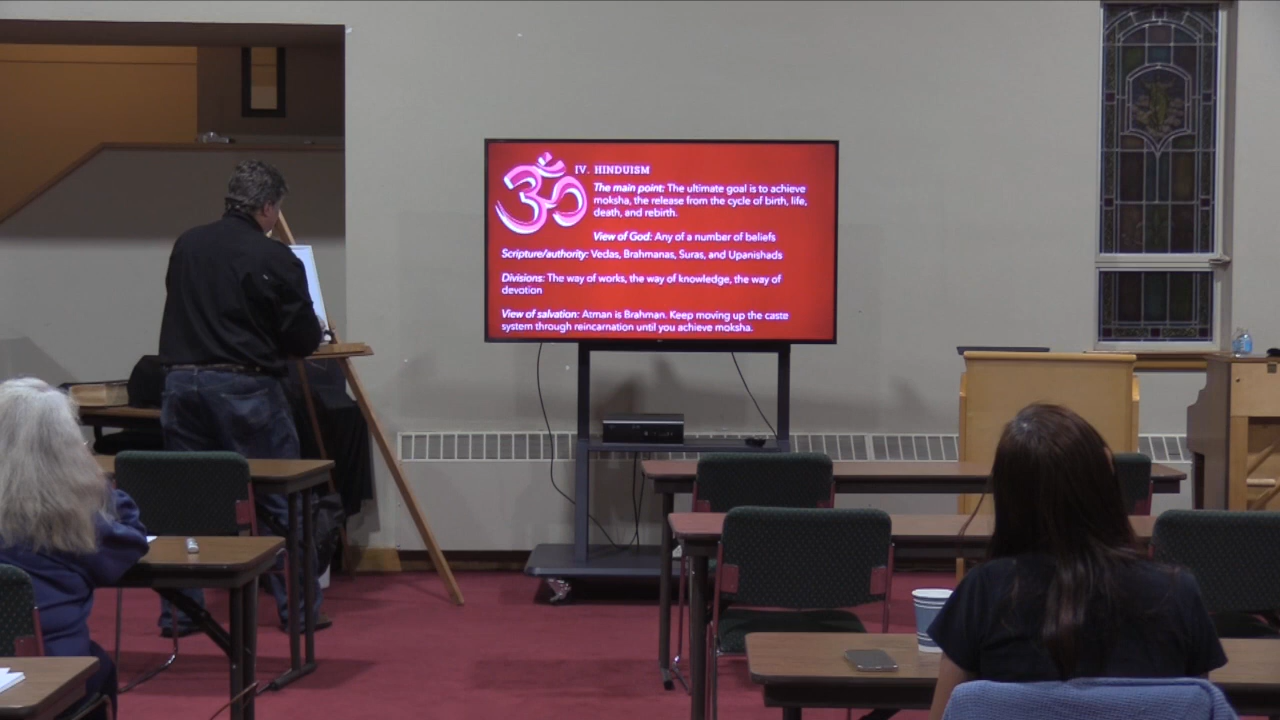 IV. HINDUISM
The main point: The ultimate goal is to achieve
moksha, the release from the cycle of birth, life,
death, and rebirth.
View of God: Any of a number of beliefs
Scripture/authority: Vedas, Brahmanas, Suras, and Upanishads
Divisions: The way of works, the way of knowledge, the way of
devotion
View of salvation: Atman is Brahman. Keep moving up the caste
system through reincarnation until you achieve moksha.